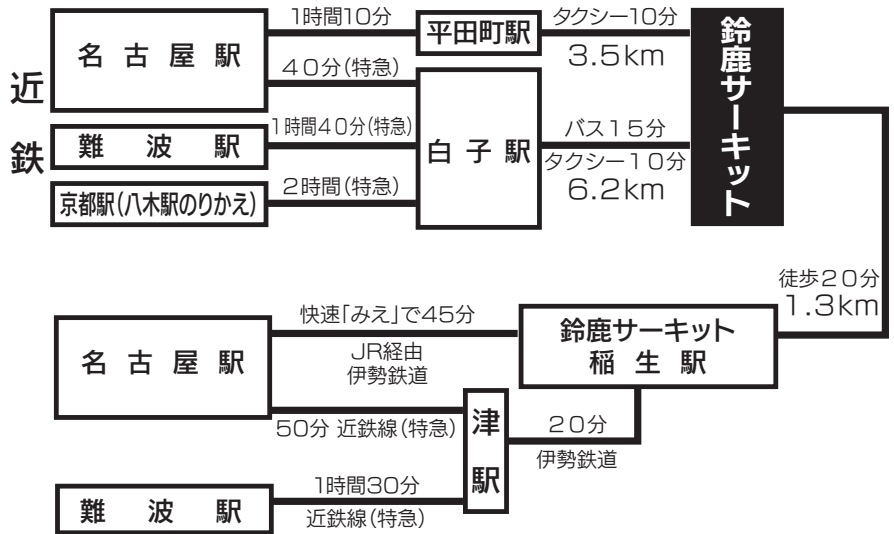 近鉄
名古屋駅
1時間10分
平田町駅
タクシー10分
3.5km
40分(特急)
難波駅
1時間40分(特急)
白子駅
バス15分
タクシー10分
6.2km
京都駅(八木駅のりかえ)
2時間(特急)
鈴鹿サーキット
徒歩20分
1.3km
名古屋駅
快速「みえ」で45分
JR経由
伊勢鉄道
鈴鹿サーキット
稲生駅
50分 近鉄線(特急)
津駅
20分
伊勢鉄道
難波駅
1時間30分
近鉄線(特急)